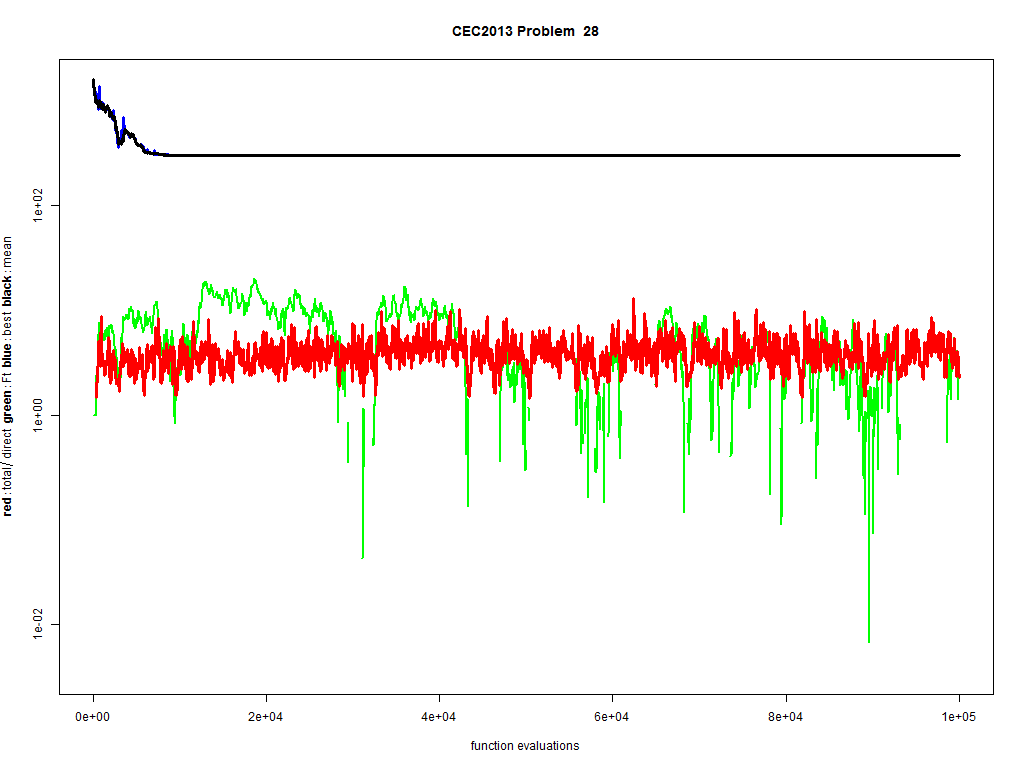 CEC2013 Problem  28
red : total/ direct green : Ft blue : best black : mean
1e+02
1e+00
1e-02
0e+00 2e+04 4e+04 6e+04 8e+04 1e+05
function evaluations